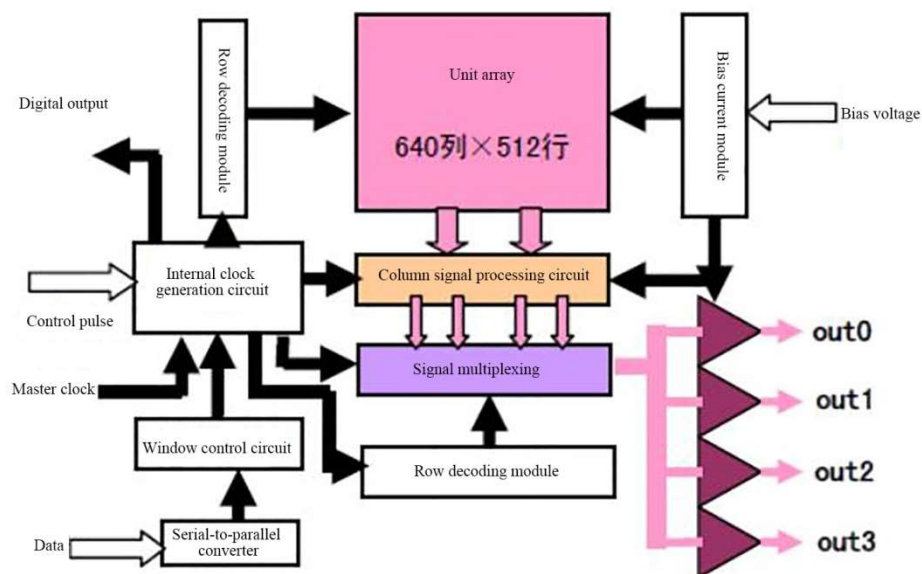 Row decoding module
Unit array
640列×512行
Bias current module
Digital output
Bias voltage
Internal clock
generation circuit
Column signal processing circuit
Control pulse
Signal multiplexing
out0
Master clock
out1
Window control circuit
Row decoding module
out2
Data
Serial-to-parallel
converter
out3